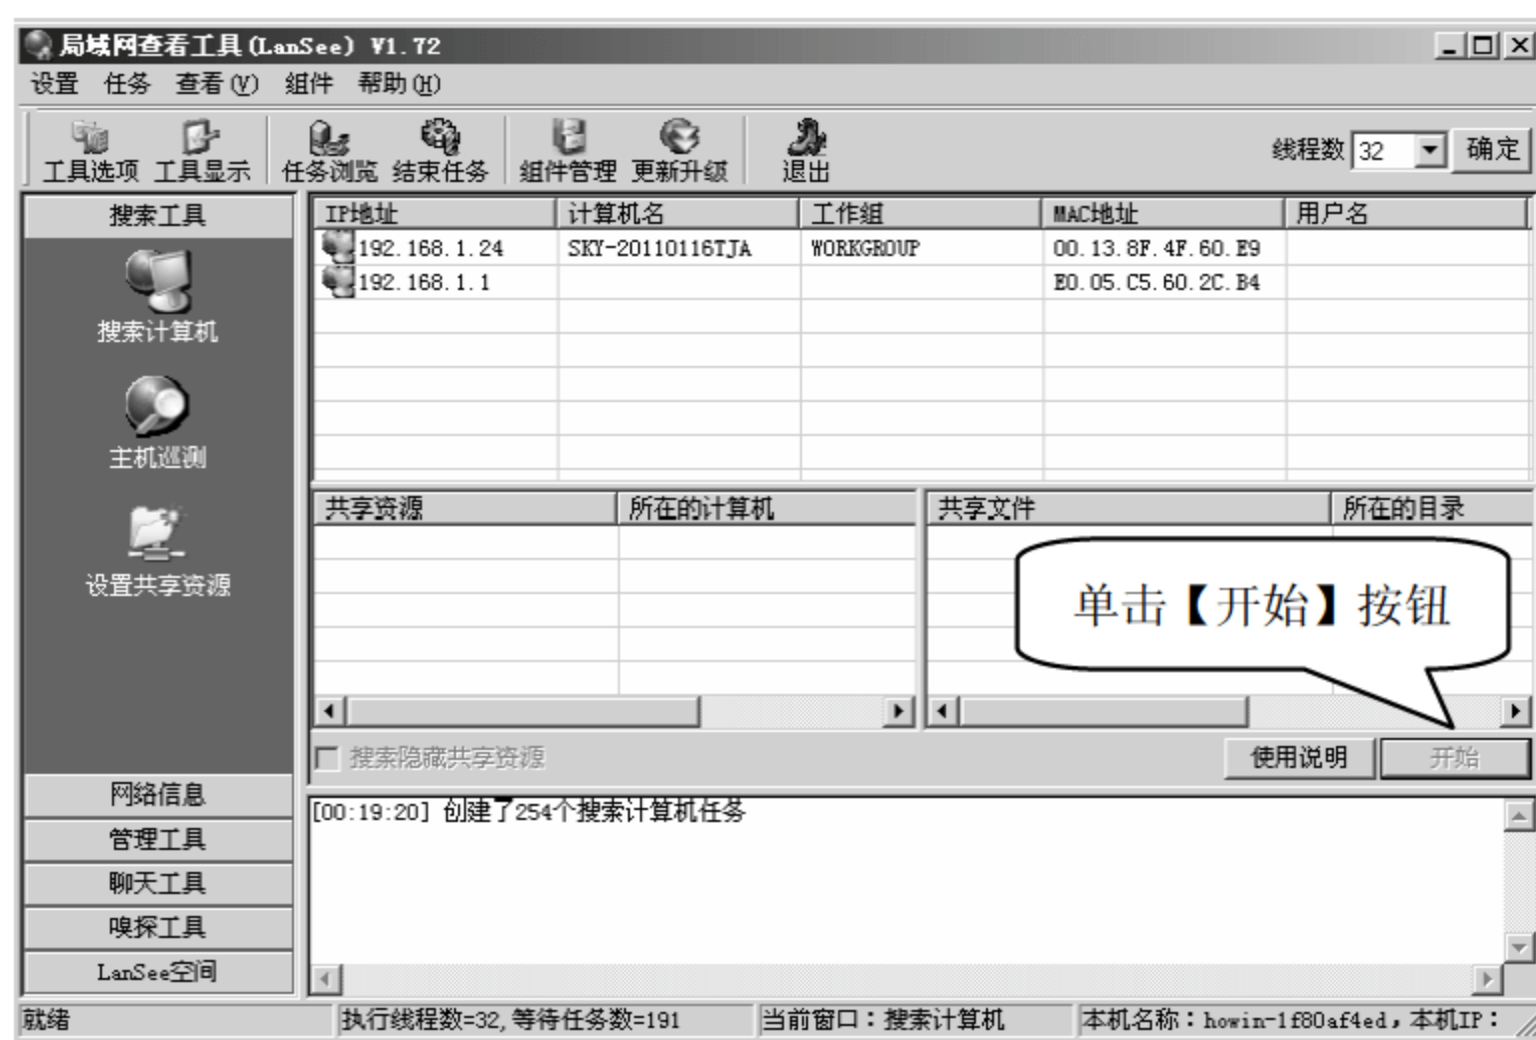 局域网查看工具(LanSee) V1.72
设置 任务 查看(V) 组件 帮助(H)
工具选项 工具显示 任务浏览 结束任务 组件管理 更新升级 退出 线程数 32 确定
搜索工具
搜索计算机
主机巡测
设置共享资源
网络信息
管理工具
聊天工具
嗅探工具
LanSee空间
IP地址 计算机名 工作组 MAC地址 用户名
192.168.1.24 SKY-20110116TJA WORKGROUP 00.13.8F.4F.60.E9
192.168.1.1 E0.05.C5.60.2C.B4
共享资源 所在的计算机 共享文件 所在的目录
单击【开始】按钮
搜索隐藏共享资源 使用说明 开始
[00:19:20] 创建了254个搜索计算机任务
就绪 执行线程数=32,等待任务数=191 当前窗口：搜索计算机 本机名称：howin-1f80af4ed，本机IP：